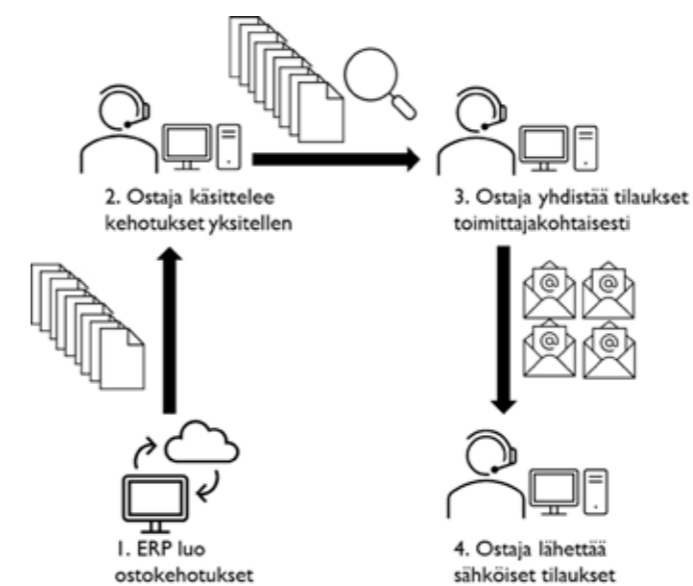 2. Ostaja käsittelee
kehotukset yksitellen
3. Ostaja yhdistää tilaukset
toimittajakohtaisesti
@ @
@ @
1. ERP luo
ostokehotukset
4. Ostaja lähettää
sähköiset tilaukset